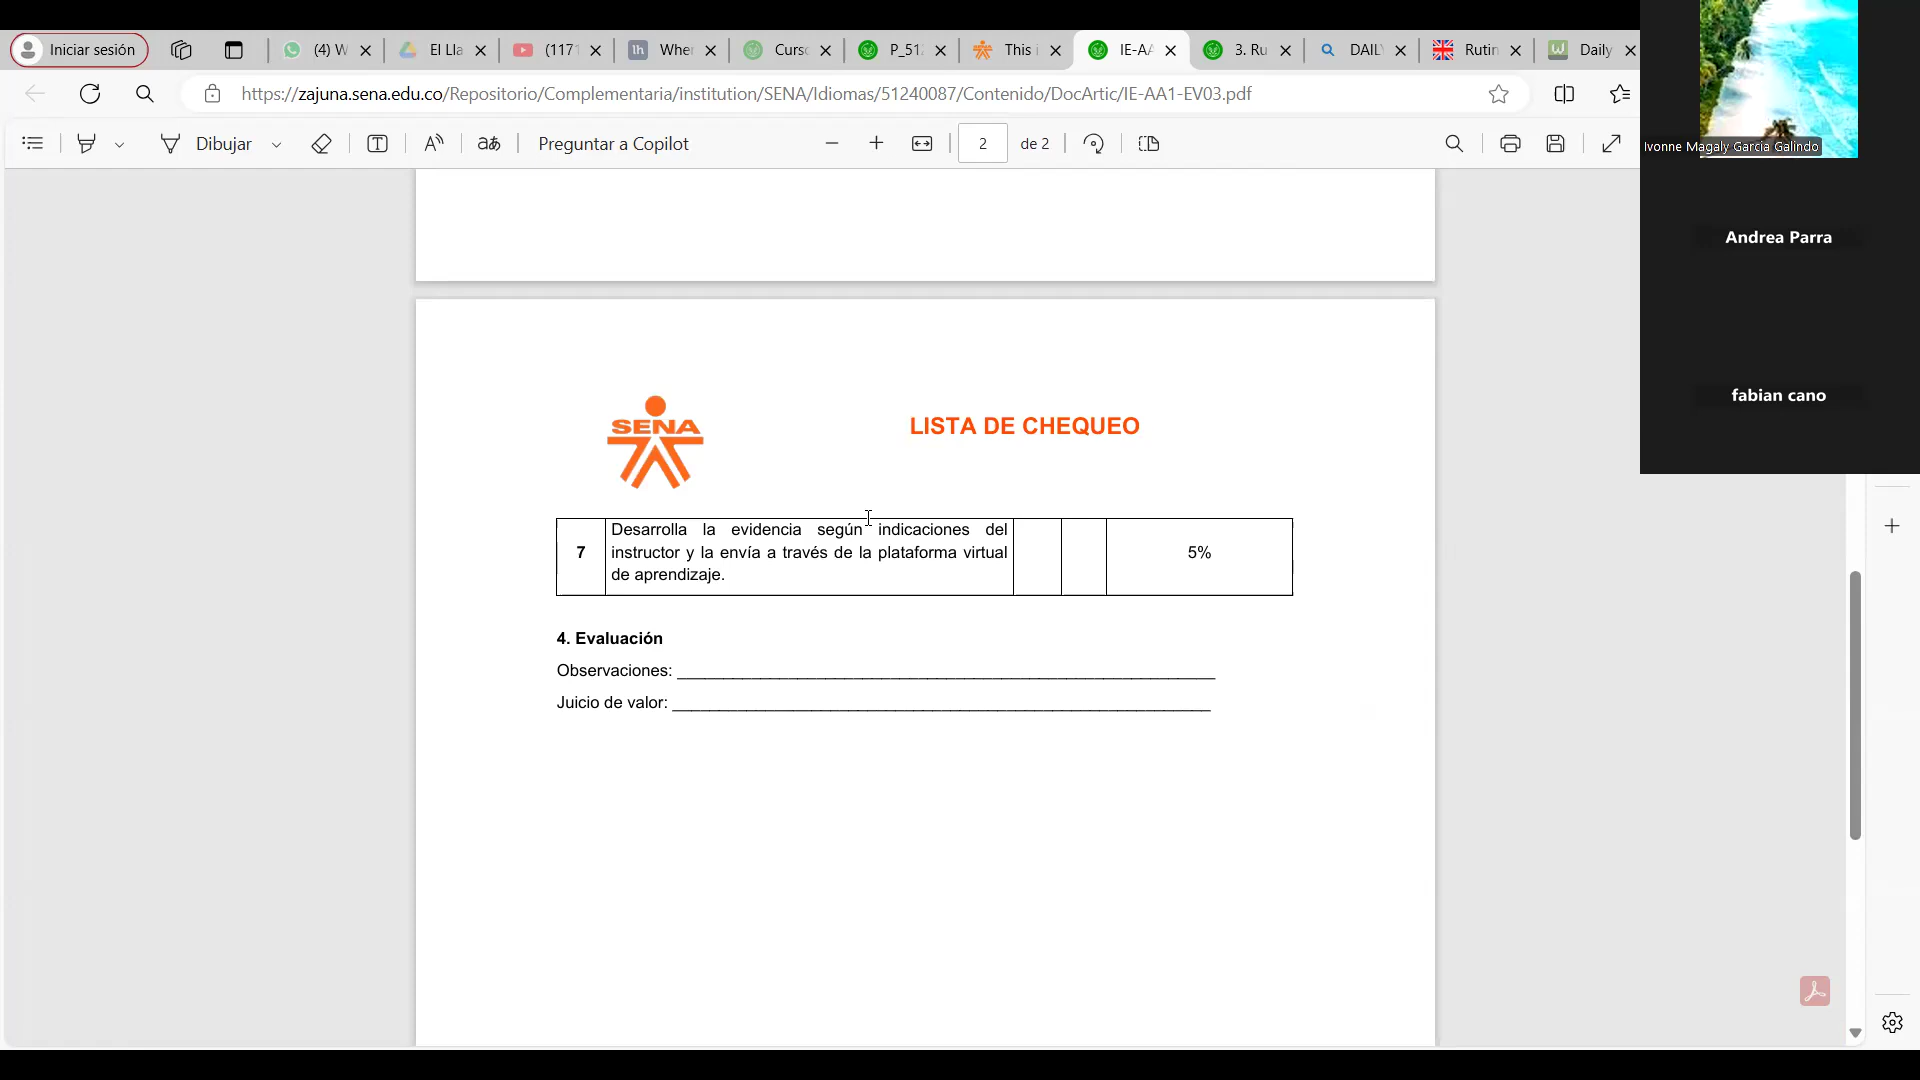 Iniciar sesión
(4) W
El Lla
(117
Whe
Curso
P_51
This i
IE-AA
3. Ru
DAIL
Rutin
Daily
https://zajuna.sena.edu.co/Repositorio/Complementaria/institution/SENA/Idiomas/51240087/Contenido/DocArtic/IE-AA1-EV03.pdf
Dibujar
Preguntar a Copilot
2 de 2
Ivonne Magaly Garcia Galindo
Andrea Parra
fabian cano
SENA
LISTA DE CHEQUEO
7
Desarrolla la evidencia según indicaciones del
instructor y la envía a través de la plataforma virtual
de aprendizaje.
5%
4. Evaluación
Observaciones:
Juicio de valor: